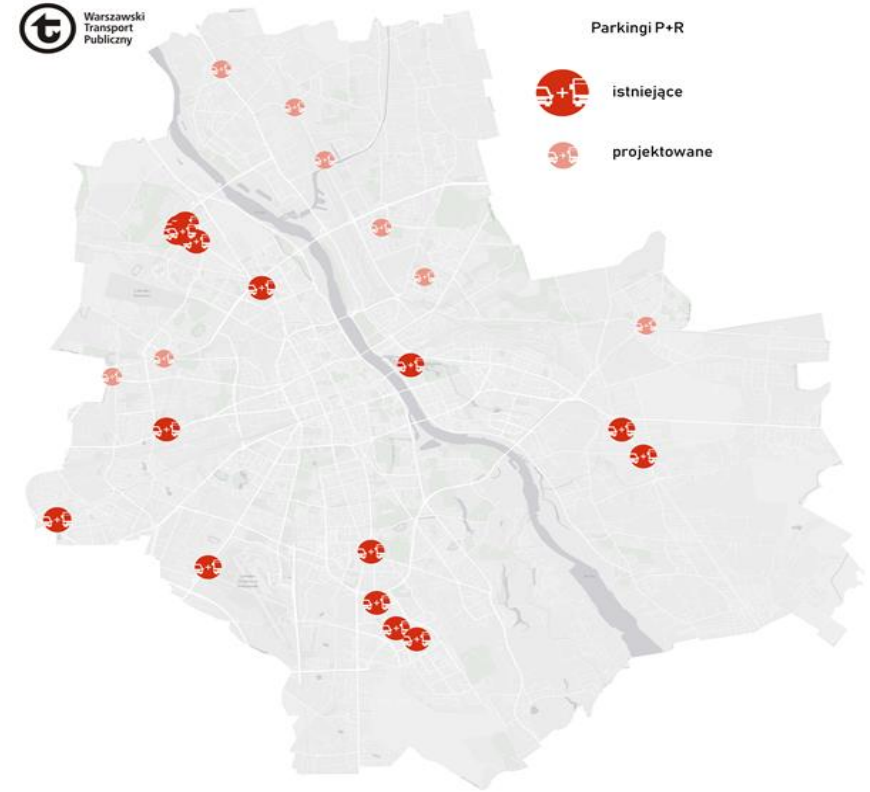 Warszawski
Transport
Publiczny
Parkingi P+R
istniejące
projektowane